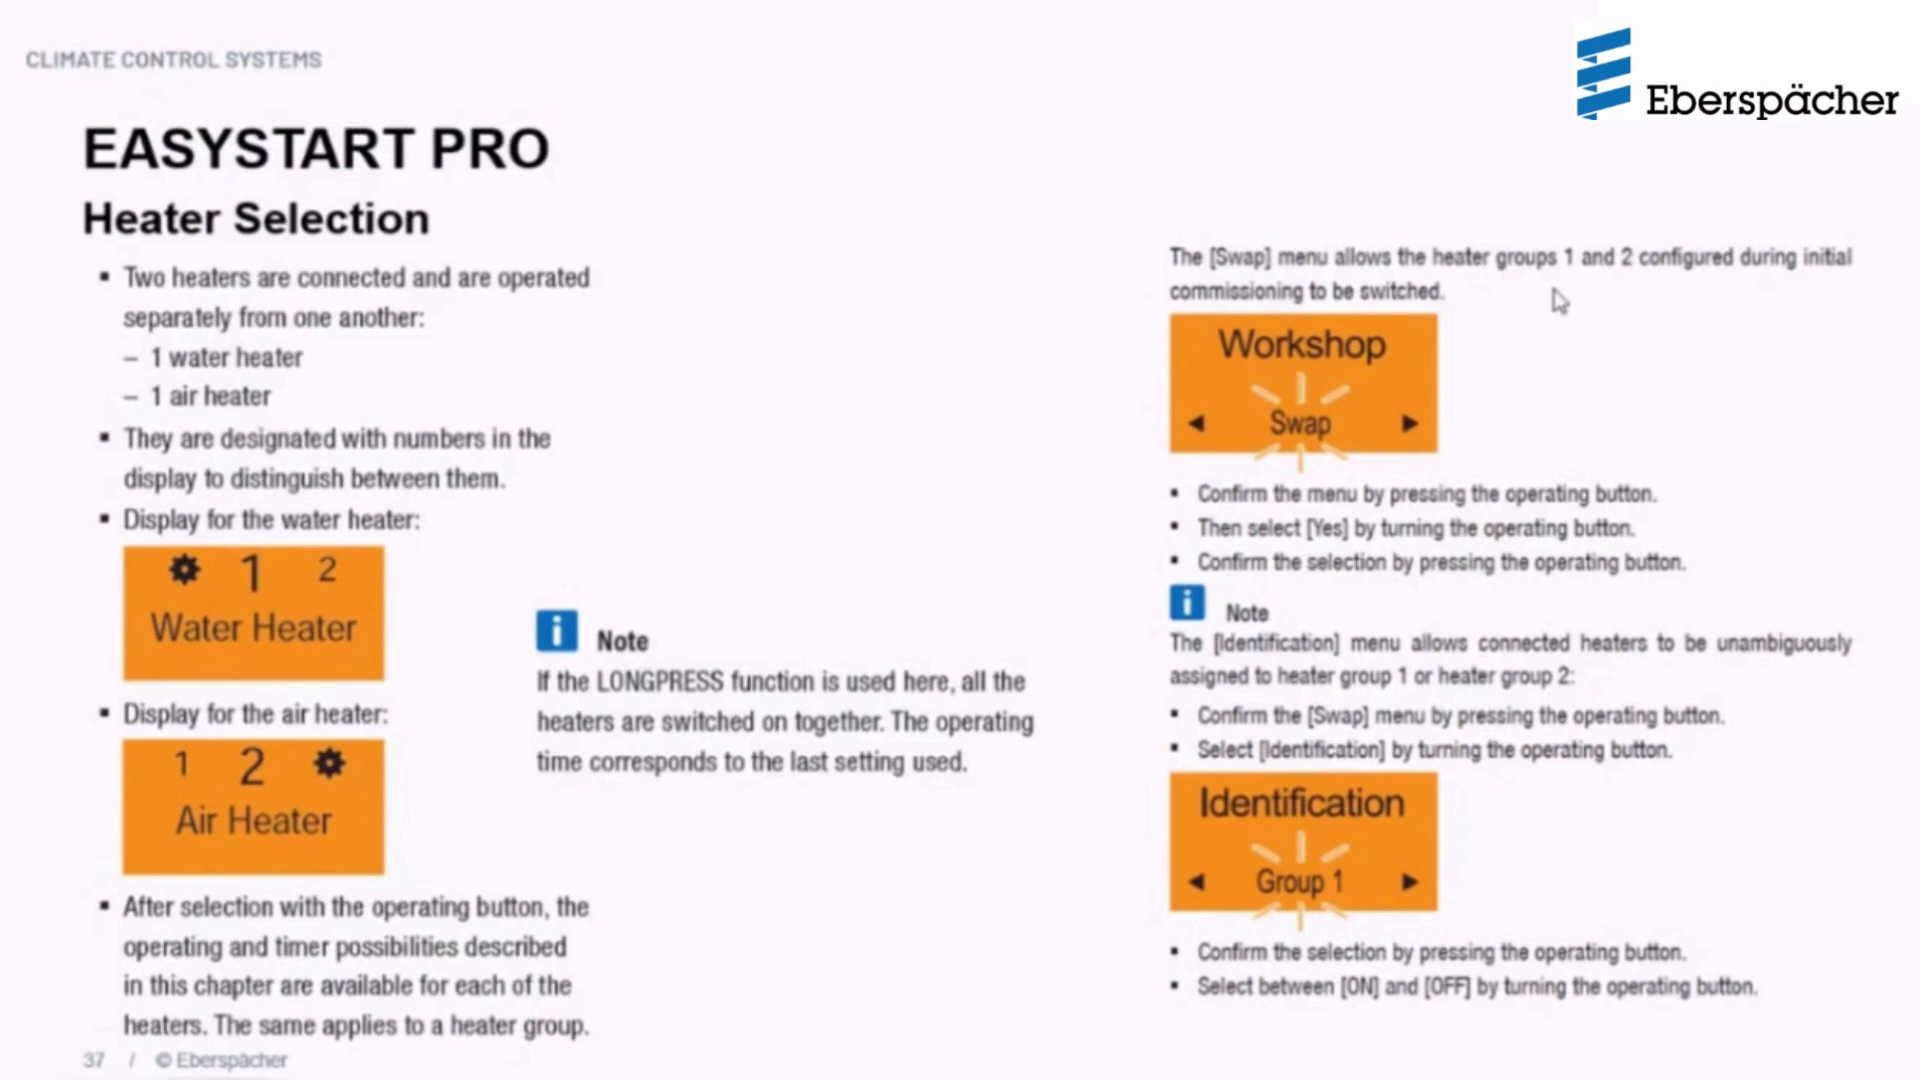 CLIMATE CONTROL SYSTEMS
Eberspächer
EASYSTART PRO
Heater Selection
▪ Two heaters are connected and are operated
separately from one another:
– 1 water heater
– 1 air heater
▪ They are designated with numbers in the
display to distinguish between them.
▪ Display for the water heater:
1 2
Water Heater
▪ Display for the air heater:
1 2
Air Heater
▪ After selection with the operating button, the
operating and timer possibilities described
in this chapter are available for each of the
heaters. The same applies to a heater group.
i Note
If the LONGPRESS function is used here, all the
heaters are switched on together. The operating
time corresponds to the last setting used.
The [Swap] menu allows the heater groups 1 and 2 configured during initial
commissioning to be switched.
Workshop
◄ Swap ►
▪ Confirm the menu by pressing the operating button.
▪ Then select [Yes] by turning the operating button.
▪ Confirm the selection by pressing the operating button.
i Note
The [Identification] menu allows connected heaters to be unambiguously
assigned to heater group 1 or heater group 2:
▪ Confirm the [Swap] menu by pressing the operating button.
▪ Select [Identification] by turning the operating button.
Identification
◄ Group 1 ►
▪ Confirm the selection by pressing the operating button.
▪ Select between [ON] and [OFF] by turning the operating button.
37 / © Eberspächer